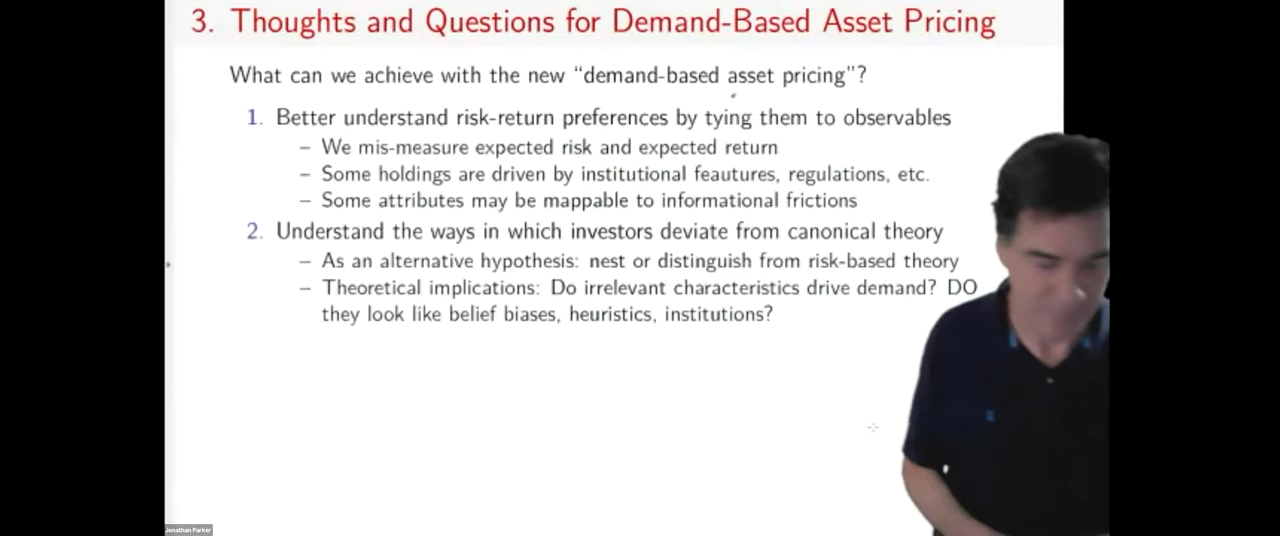 3. Thoughts and Questions for Demand-Based Asset Pricing
What can we achieve with the new “demand-based asset pricing”?
1. Better understand risk-return preferences by tying them to observables
– We mis-measure expected risk and expected return
– Some holdings are driven by institutional feautures, regulations, etc.
– Some attributes may be mappable to informational frictions
2. Understand the ways in which investors deviate from canonical theory
– As an alternative hypothesis: nest or distinguish from risk-based theory
– Theoretical implications: Do irrelevant characteristics drive demand? DO
they look like belief biases, heuristics, institutions?
Jonathan Parker